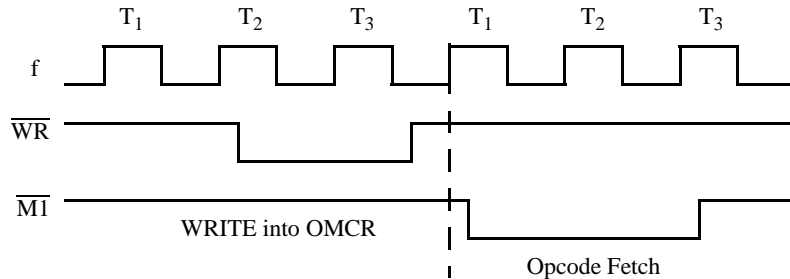 T1 T2 T3 T1 T2 T3
f
WR
M1
WRITE into OMCR
Opcode Fetch